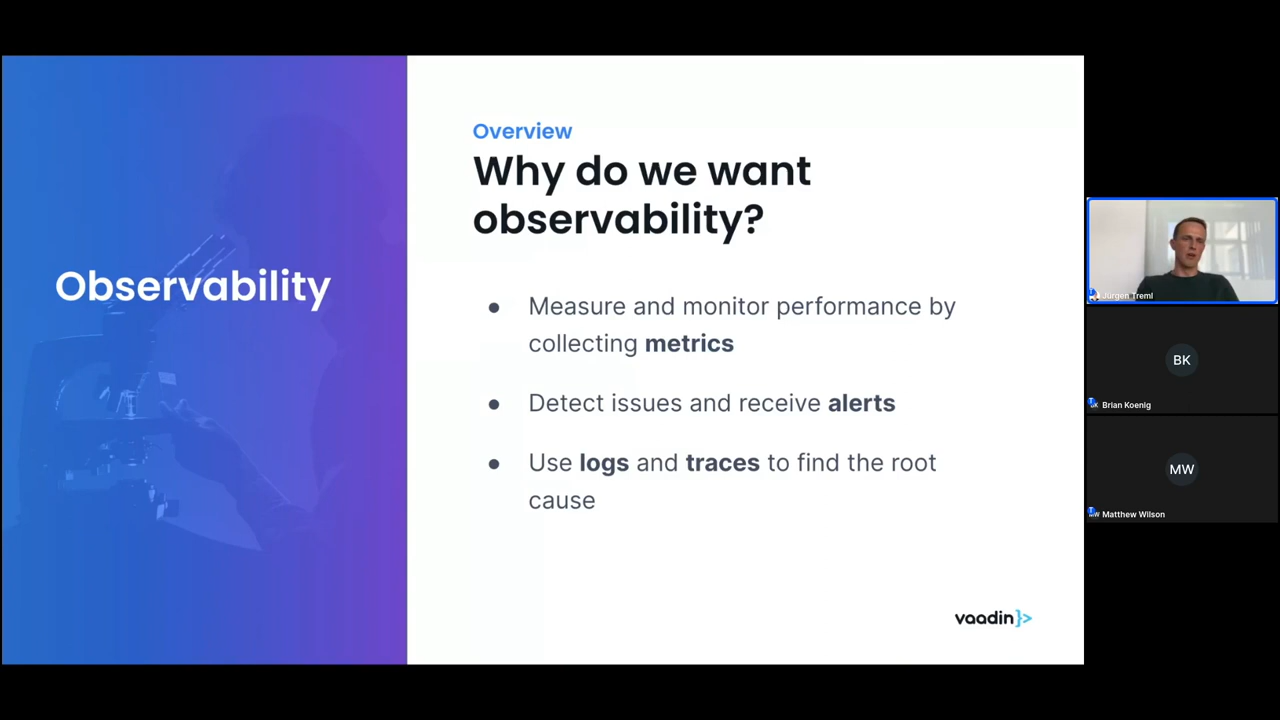 Observability
Overview
Why do we want
observability?
● Measure and monitor performance by
collecting metrics
● Detect issues and receive alerts
● Use logs and traces to find the root
cause
vaadin}>
Jürgen Treml
BK
Brian Koenig
MW
Matthew Wilson